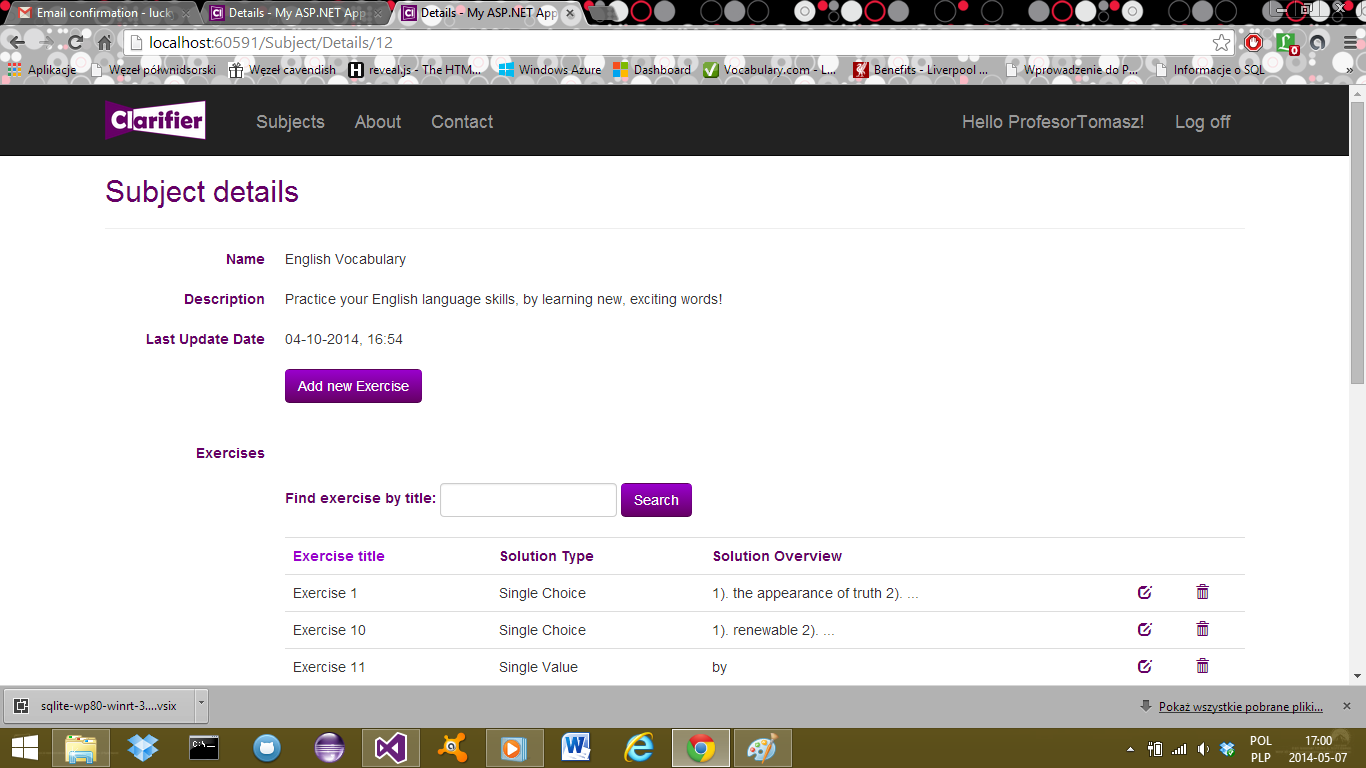 Email confirmation - luck
Details - My ASP.NET App
Details - My ASP.NET App
localhost:60591/Subject/Details/12
Aplikacje Węzeł półwnidsorski Węzeł cavendish reveal.js - The HTM... Windows Azure Dashboard Vocabulary.com - L... Benefits - Liverpool ... Wprowadzenie do P... Informacje o SQL »
Clarifier Subjects About Contact Hello ProfesorTomasz! Log off
Subject details
Name English Vocabulary
Description Practice your English language skills, by learning new, exciting words!
Last Update Date 04-10-2014, 16:54
Add new Exercise
Exercises
Find exercise by title: Search
Exercise title Solution Type Solution Overview
Exercise 1 Single Choice 1). the appearance of truth 2). ...
Exercise 10 Single Choice 1). renewable 2). ...
Exercise 11 Single Value by
sqlite-wp80-winrt-3....vsix Pokaż wszystkie pobrane pliki...
POL 17:00
PLP 2014-05-07